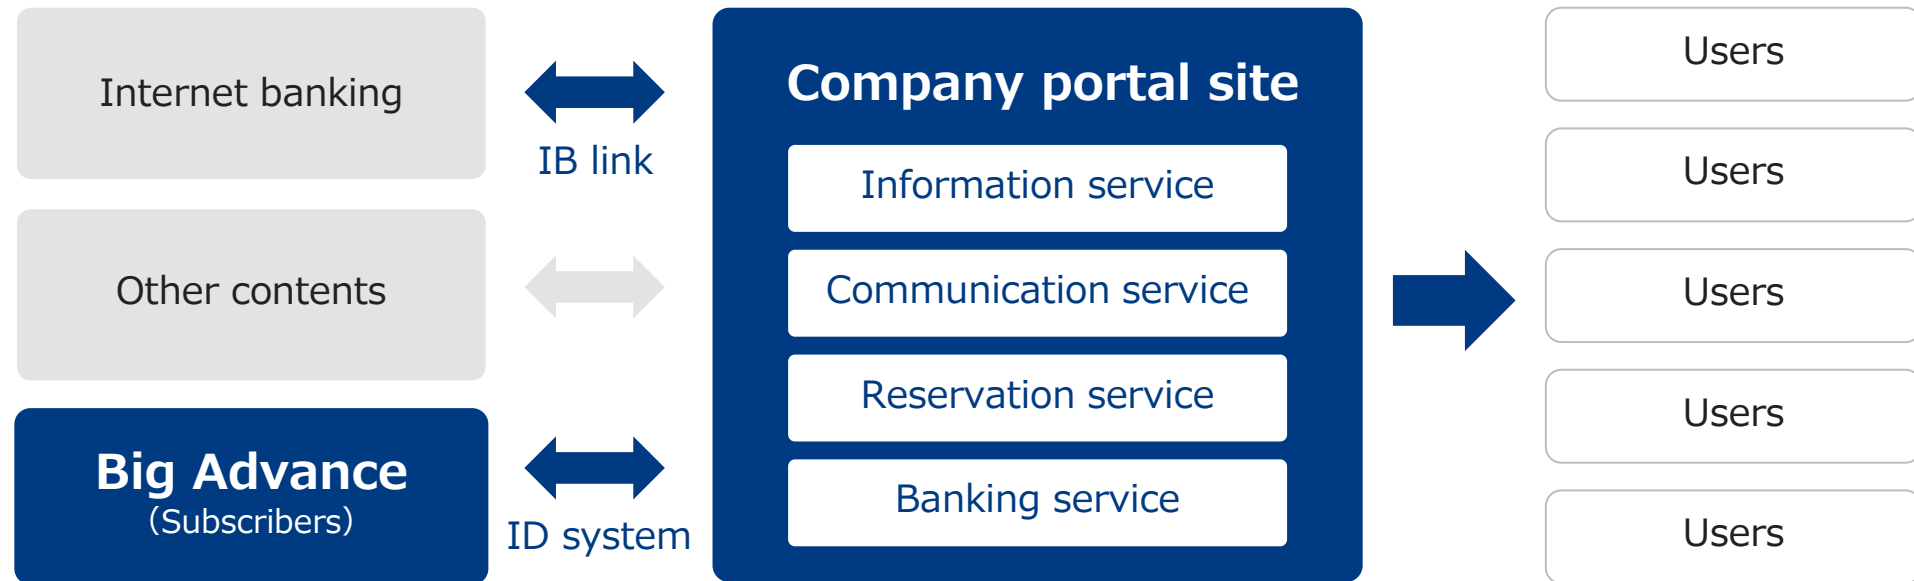 Internet banking
Other contents
Big Advance
（Subscribers）
IB link
ID system
Company portal site
Information service
Communication service
Reservation service
Banking service
Users
Users
Users
Users
Users